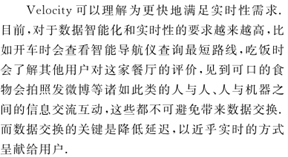 Velocity 可以理解为更快地满足实时性需求.
目前,对于数据智能化和实时性的要求越来越高,比
如开车时会查看智能导航仪查询最短路线,吃饭时
会了解其他用户对这家餐厅的评价,见到可口的食
物会拍照发微博等诸如此类的人与人、人与机器之
间的信息交流互动,这些都不可避免带来数据交换.
而数据交换的关键是降低延迟,以近乎实时的方式
呈献给用户.